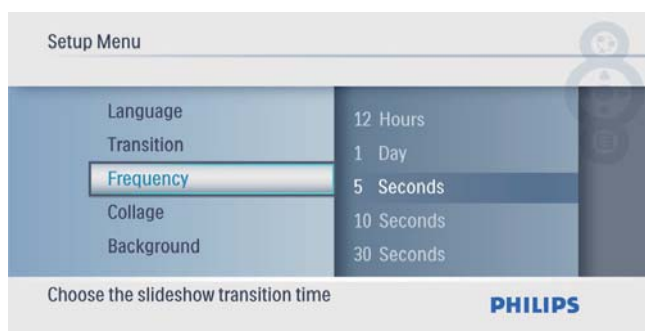 Setup Menu
Language
Transition
Frequency
Collage
Background
12 Hours
1 Day
5 Seconds
10 Seconds
30 Seconds
Choose the slideshow transition time
PHILIPS